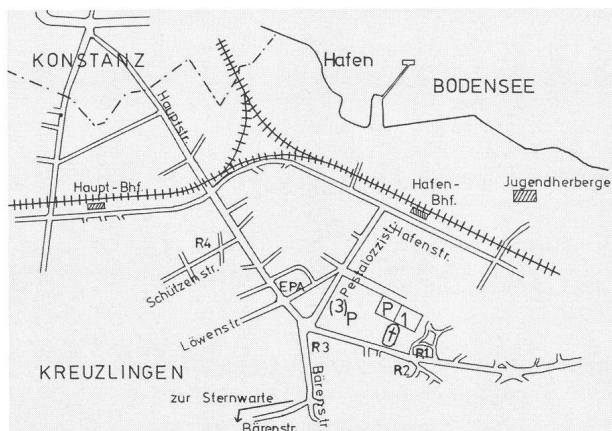 KONSTANZ
Hafen
BODENSEE
Hauptstr.
Haupt-Bhf.
Hafen-
Bhf.
Jugendherberge
R4
Schützenstr.
Hafenstr.
Pestalozzistr.
EPA
(3)P
P
1
Löwenstr.
R3
R1
R2
KREUZLINGEN
Bärenstr.
zur Sternwarte
Bärenstr.